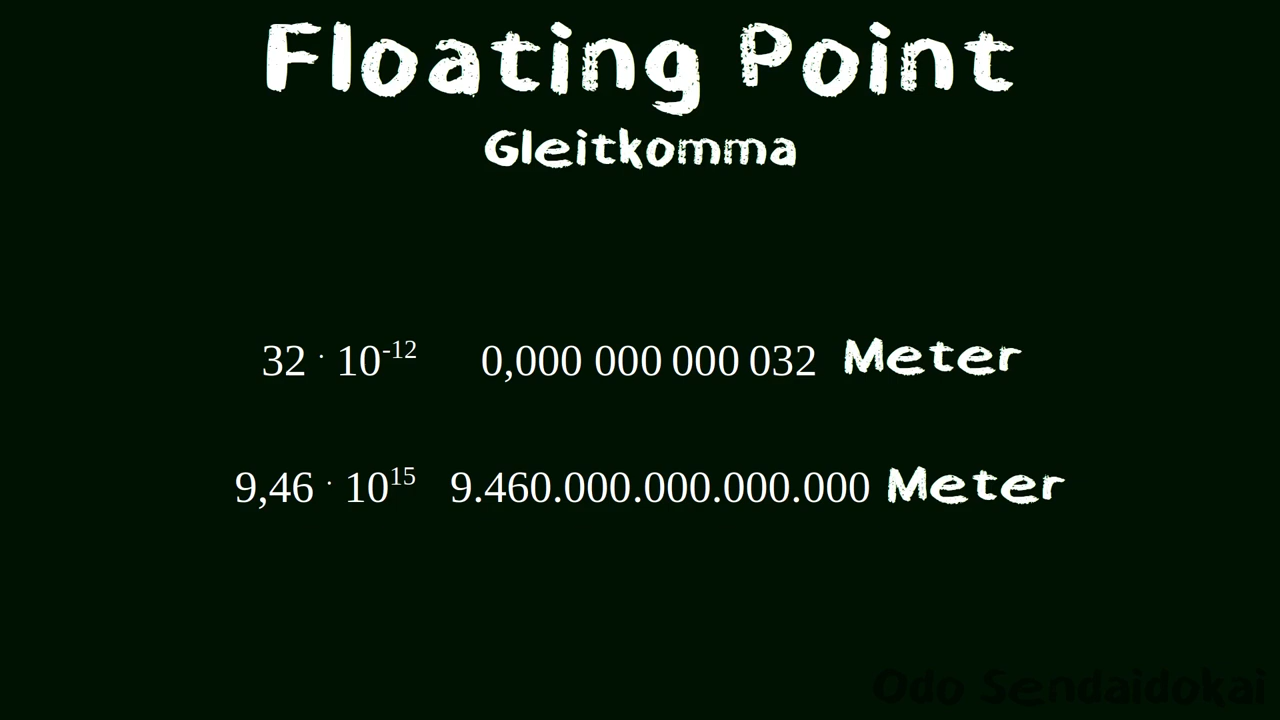 Floating Point
Gleitkomma
32 · 10⁻¹² 0,000 000 000 032 Meter
9,46 · 10¹⁵ 9.460.000.000.000.000 Meter
Odo Sendaidokai